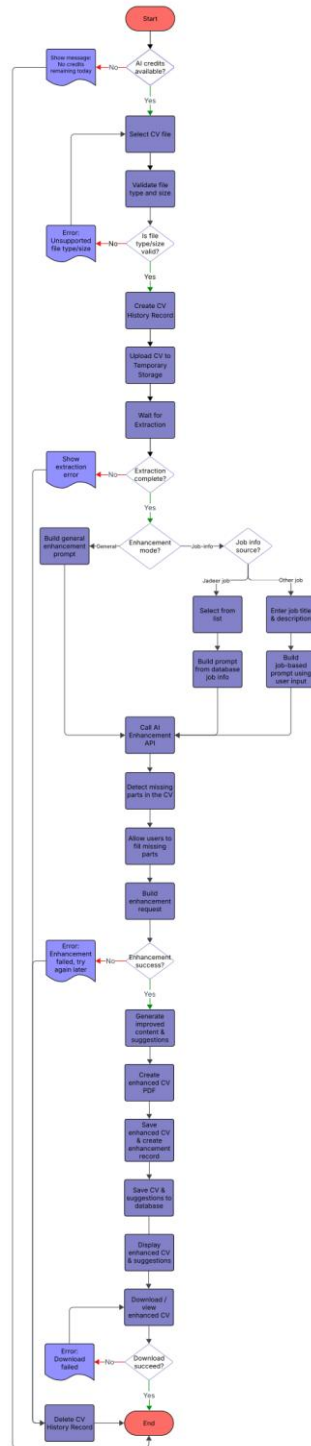 Start
Show message:
No credits
remaining today
No
AI credits
available?
Yes
Select CV file
Validate file
type and size
Error:
Unsupported
file type/size
No
Is file
type/size
valid?
Yes
Create CV
History Record
Upload CV to
Temporary
Storage
Wait for
Extraction
Show
extraction
error
No
Extraction
complete?
Yes
Build general
enhancement
prompt
General
Enhancement
mode?
Job info
Job info
source?
Jadeer job
Other job
Select from
list
Enter job title
& description
Build prompt
from database
job info
Build
job-based
prompt using
user input
Call AI
Enhancement
API
Detect missing
parts in the CV
Allow users to
fill missing
parts
Build
enhancement
request
Error:
Enhancement
failed, try
again later
No
Enhancement
success?
Yes
Generate
improved
content &
suggestions
Create
enhanced CV
PDF
Save
enhanced CV
& create
enhancement
record
Save CV &
suggestions to
database
Display
enhanced CV
& suggestions
Download /
view
enhanced CV
Error:
Download
failed
No
Download
succeed?
Yes
Delete CV
History Record
End